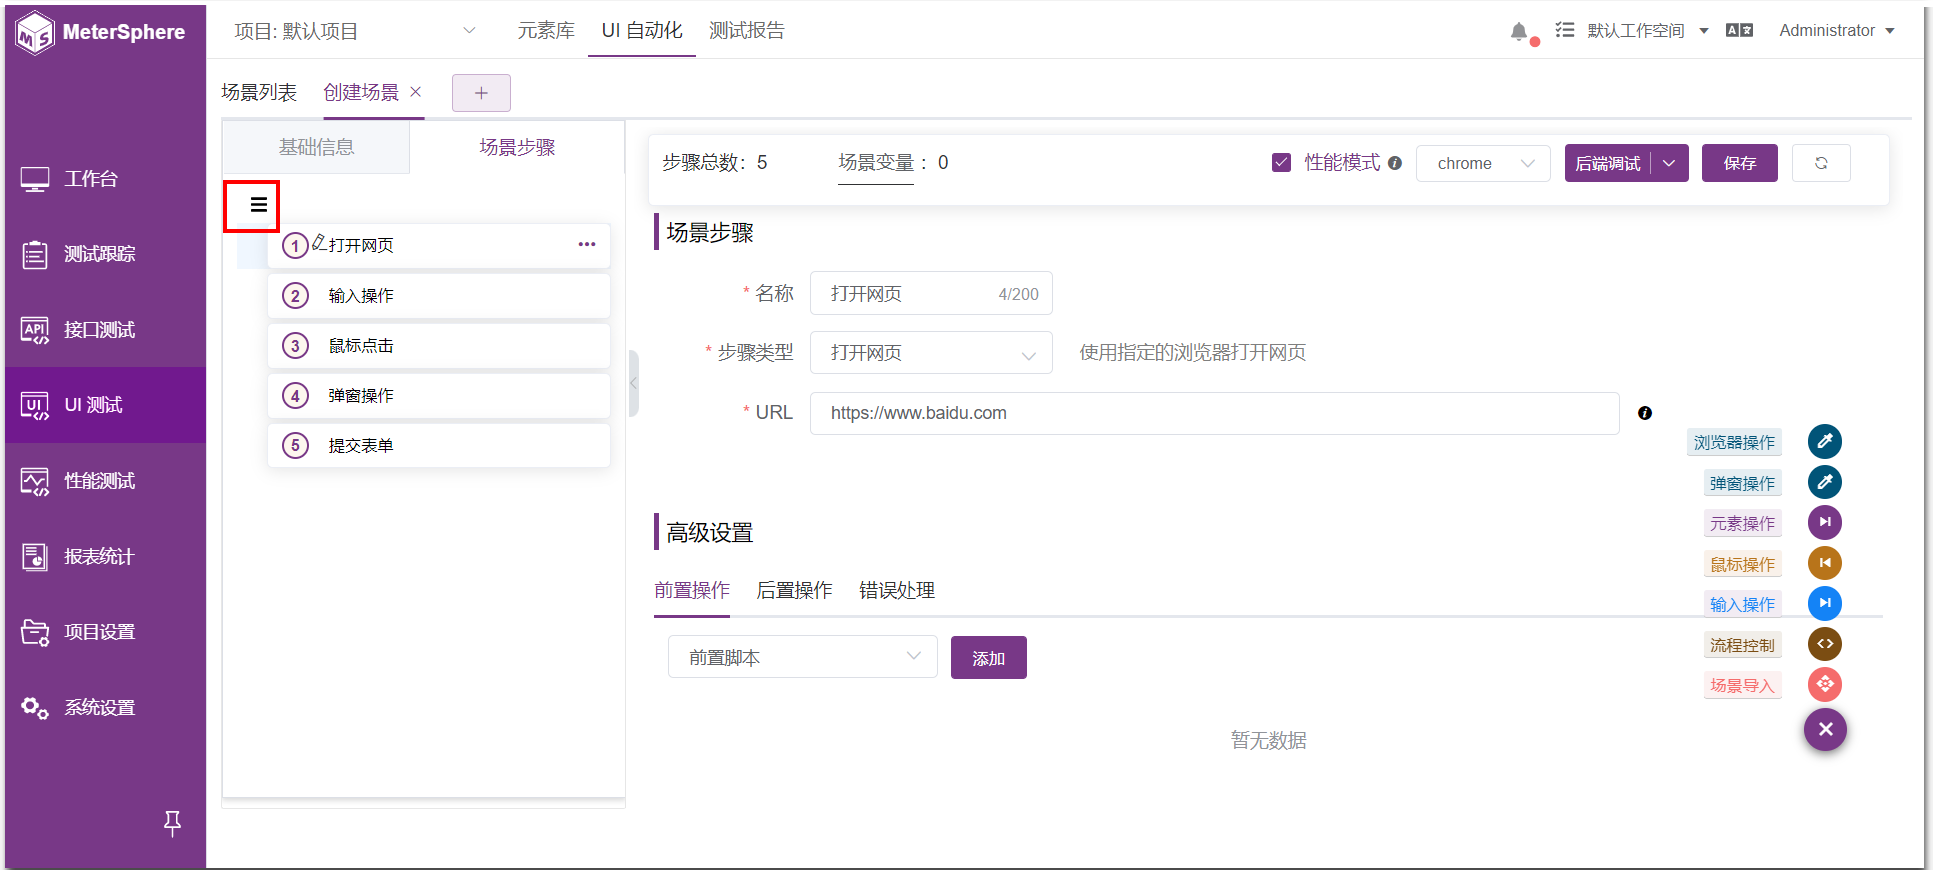 MeterSphere
项目: 默认项目
元素库
UI 自动化
测试报告
默认工作空间
Administrator
场景列表
创建场景
工作台
测试跟踪
接口测试
UI 测试
性能测试
报表统计
项目设置
系统设置
基础信息
场景步骤
1 打开网页
2 输入操作
3 鼠标点击
4 弹窗操作
5 提交表单
步骤总数：5
场景变量 ：0
性能模式
chrome
后端调试
保存
场景步骤
* 名称 打开网页 4/200
* 步骤类型 打开网页 使用指定的浏览器打开网页
* URL https://www.baidu.com
高级设置
前置操作 后置操作 错误处理
前置脚本 添加
暂无数据
浏览器操作
弹窗操作
元素操作
鼠标操作
输入操作
流程控制
场景导入